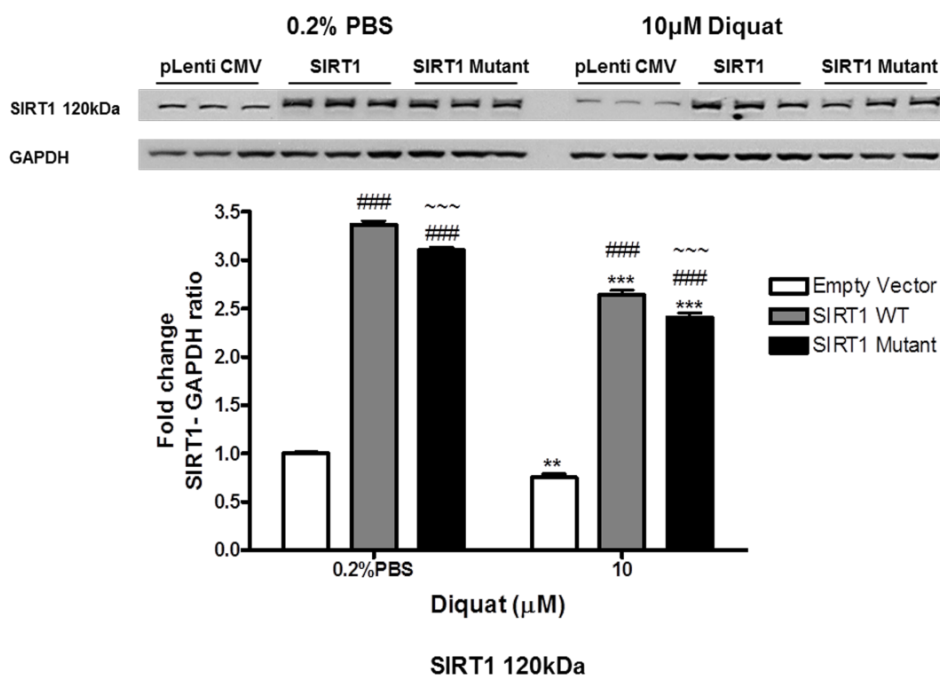 0.2% PBS 10µM Diquat
pLenti CMV SIRT1 SIRT1 Mutant pLenti CMV SIRT1 SIRT1 Mutant
SIRT1 120kDa
GAPDH
Fold change
SIRT1- GAPDH ratio
3.5
3.0
2.5
2.0
1.5
1.0
0.5
0.0
### ~~~
###
### ~~~
*** ###
***
**
Empty Vector
SIRT1 WT
SIRT1 Mutant
0.2%PBS 10
Diquat (µM)
SIRT1 120kDa